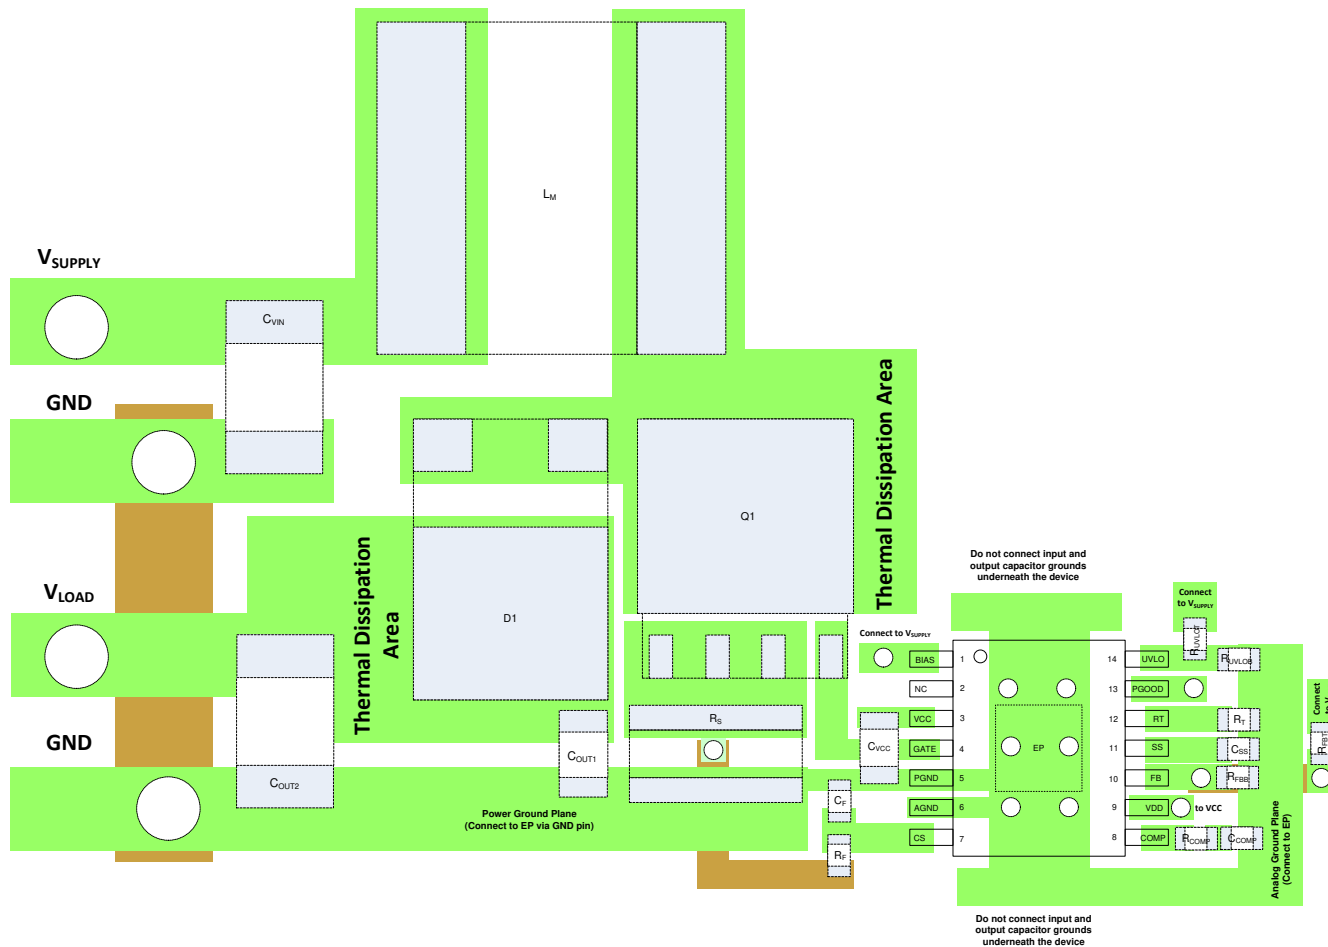 LM
VSUPPLY
CVIN
GND
Thermal Dissipation Area
Q1
Do not connect input and
output capacitor grounds
underneath the device
VLOAD
D1
Thermal Dissipation
Area
Connect
to VSUPPLY
RUVLOT
Connect to VSUPPLY
BIAS
1
14
UVLO
RUVLOB
NC
2
13
PGOOD
Connect
VCC
3
12
RT
RT
RS
GND
COUT1
CVCC
GATE
4
EP
11
SS
CSS
RFBT
COUT2
PGND
5
10
FB
RFBB
CF
AGND
6
9
VDD
to VCC
Power Ground Plane
(Connect to EP via GND pin)
CS
7
8
COMP
RCOMP
CCOMP
RF
Analog Ground Plane
(Connect to EP)
Do not connect input and
output capacitor grounds
underneath the device